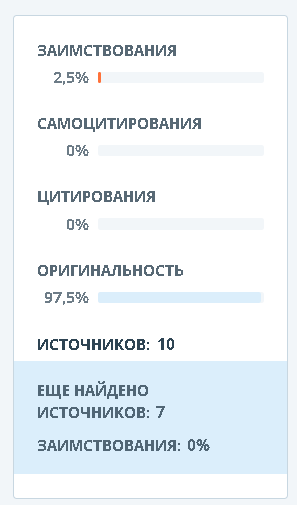 ЗАИМСТВОВАНИЯ
2,5%
САМОЦИТИРОВАНИЯ
0%
ЦИТИРОВАНИЯ
0%
ОРИГИНАЛЬНОСТЬ
97,5%
ИСТОЧНИКОВ: 10
ЕЩЕ НАЙДЕНО
ИСТОЧНИКОВ: 7
ЗАИМСТВОВАНИЯ: 0%